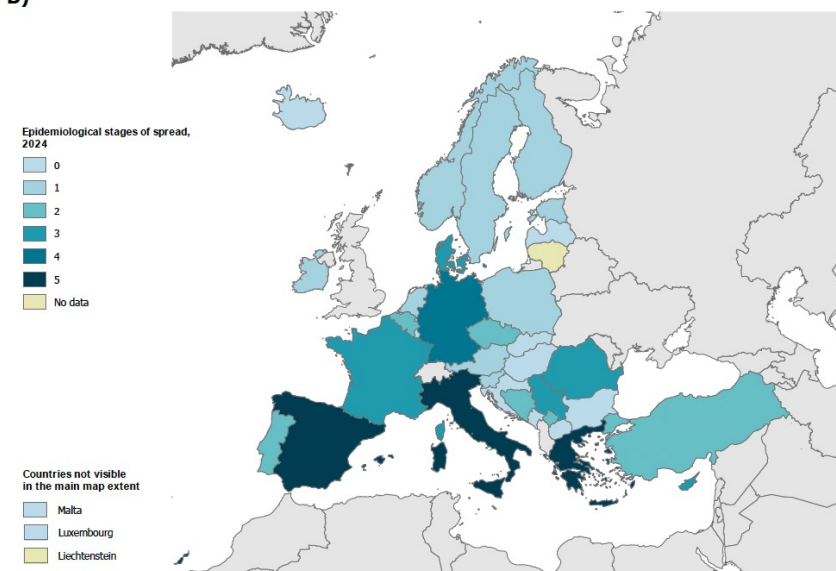 B)
Epidemiological stages of spread,
2024
0
1
2
3
4
5
No data
Countries not visible
in the main map extent
Malta
Luxembourg
Liechtenstein